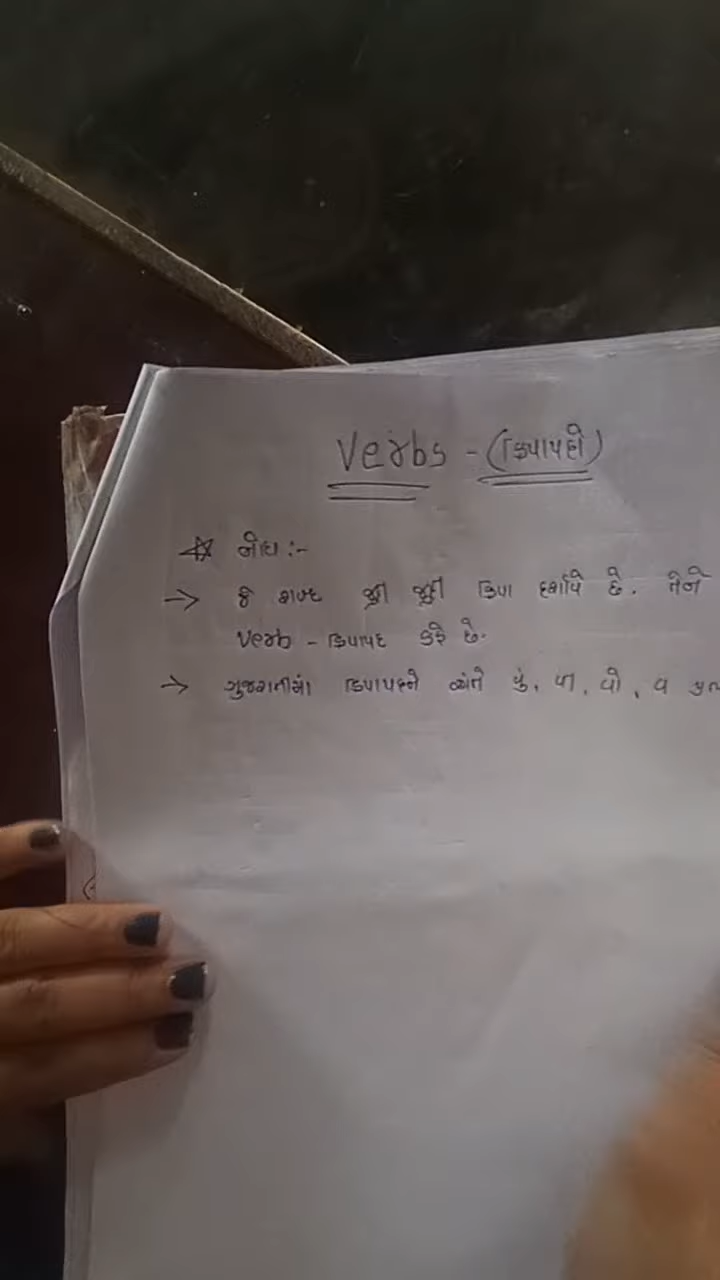 Verbs - (ક્રિયાપદો)
☆ નોંધ :-
→ જે શબ્દ જુદી જુદી ક્રિયા દર્શાવે છે. તેને
Verb - ક્રિયાપદ કહે છે.
→ ગુજરાતીમાં ક્રિયાપદને અંતે વું, વા, વો, વ